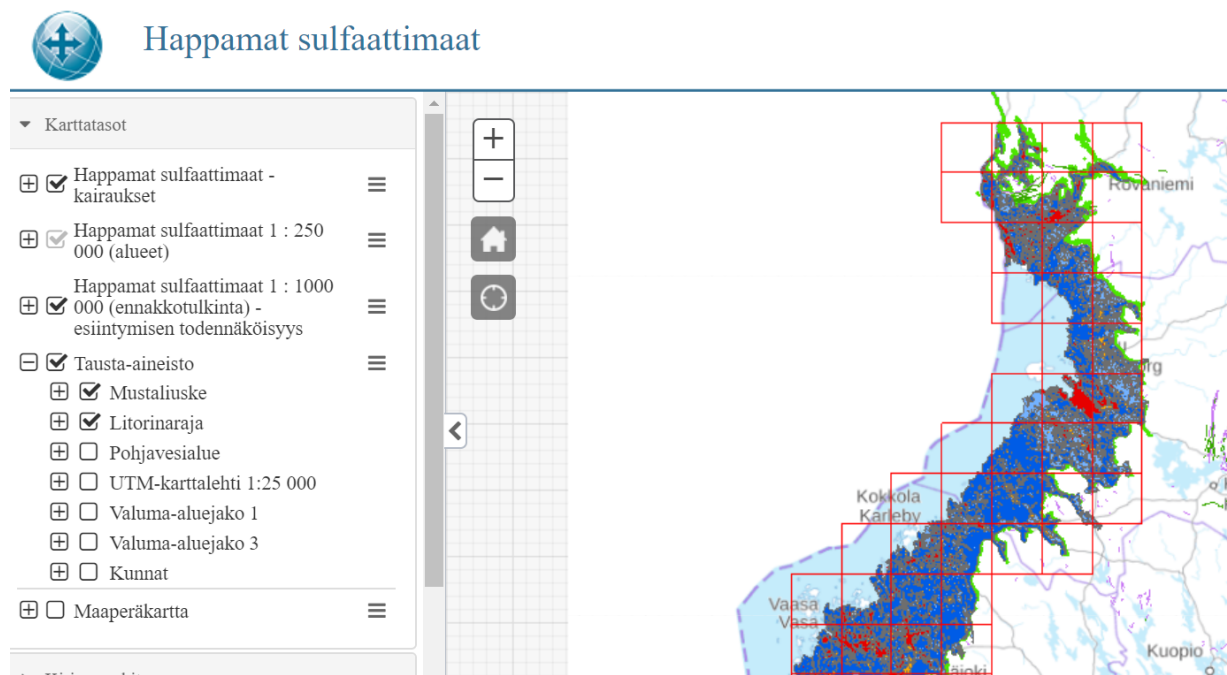 Happamat sulfaattimaat
Karttatasot
Happamat sulfaattimaat -
kairaukset
Happamat sulfaattimaat 1 : 250
000 (alueet)
Happamat sulfaattimaat 1 : 1000
000 (ennakkotulkinta) -
esiintymisen todennäköisyys
Tausta-aineisto
Mustaliuske
Litorinaraja
Pohjavesialue
UTM-karttalehti 1:25 000
Valuma-aluejako 1
Valuma-aluejako 3
Kunnat
Maaperäkartta
Rovaniemi
Kokkola
Karleby
Vaasa
Vasa
Kuopio